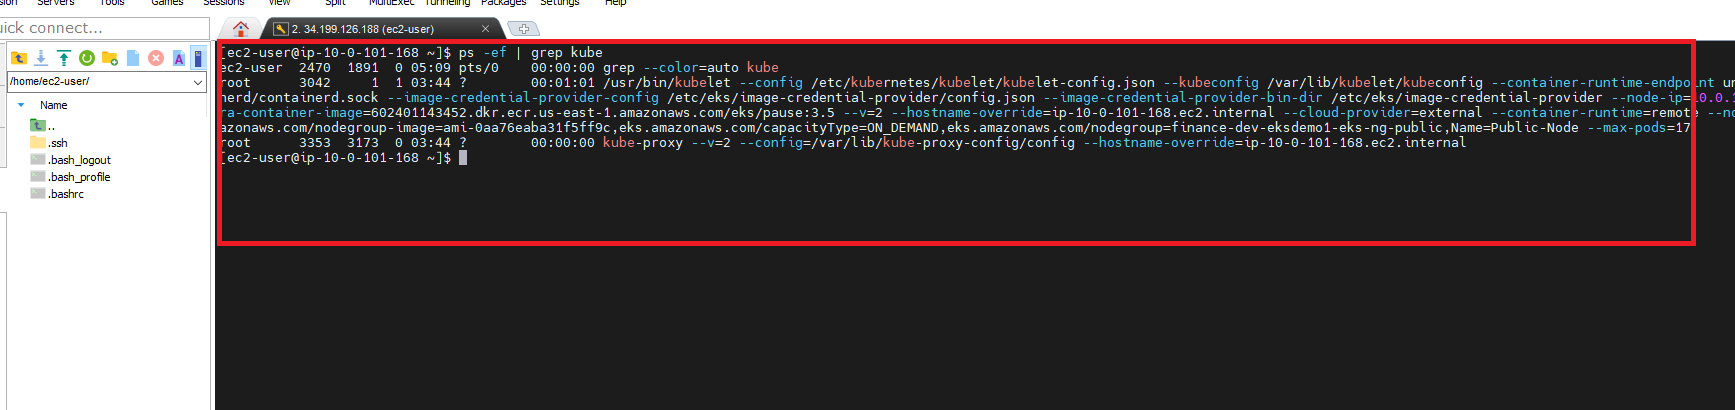 Servers Tools Games Sessions View Split MultiExec Tunneling Packages Settings Help
uick connect...
2. 34.199.126.188 (ec2-user)
/home/ec2-user/
Name
..
.ssh
.bash_logout
.bash_profile
.bashrc
[ec2-user@ip-10-0-101-168 ~]$ ps -ef | grep kube
ec2-user 2470 1891 0 05:09 pts/0 00:00:00 grep --color=auto kube
root 3042 1 1 03:44 ? 00:01:01 /usr/bin/kubelet --config /etc/kubernetes/kubelet/kubelet-config.json --kubeconfig /var/lib/kubelet/kubeconfig --container-runtime-endpoint un
nerd/containerd.sock --image-credential-provider-config /etc/eks/image-credential-provider/config.json --image-credential-provider-bin-dir /etc/eks/image-credential-provider --node-ip=10.0.1
ra-container-image=602401143452.dkr.ecr.us-east-1.amazonaws.com/eks/pause:3.5 --v=2 --hostname-override=ip-10-0-101-168.ec2.internal --cloud-provider=external --container-runtime=remote --no
azonaws.com/nodegroup-image=ami-0aa76eaba31f5ff9c,eks.amazonaws.com/capacityType=ON_DEMAND,eks.amazonaws.com/nodegroup=finance-dev-eksdemo1-eks-ng-public,Name=Public-Node --max-pods=17
root 3353 3173 0 03:44 ? 00:00:00 kube-proxy --v=2 --config=/var/lib/kube-proxy-config/config --hostname-override=ip-10-0-101-168.ec2.internal
[ec2-user@ip-10-0-101-168 ~]$